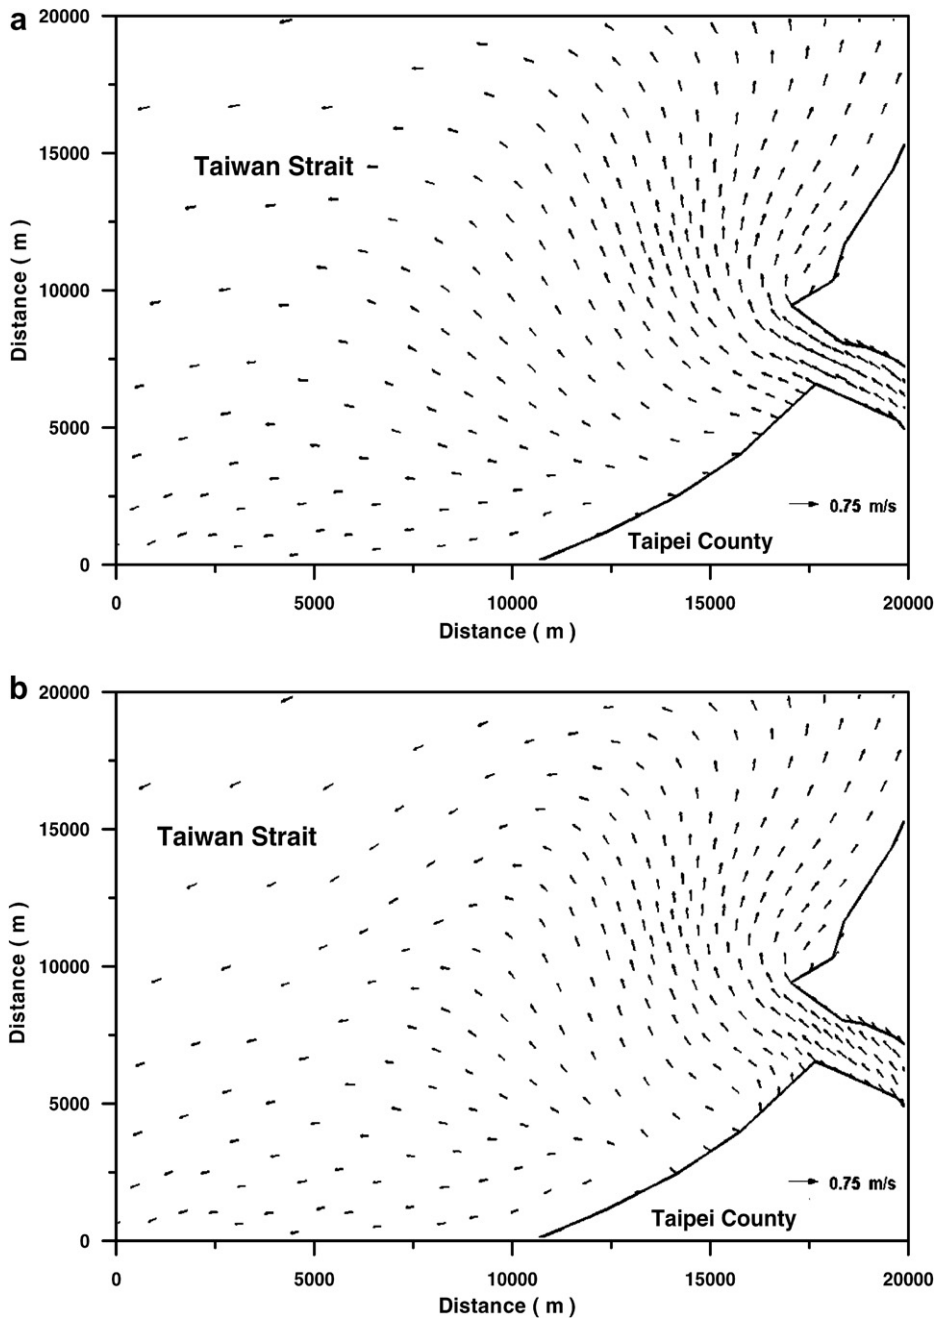 a
20000
15000
10000
5000
0
Distance ( m )
Taiwan Strait
0.75 m/s
Taipei County
0 5000 10000 15000 20000
Distance ( m )
b
20000
15000
10000
5000
0
Distance ( m )
Taiwan Strait
0.75 m/s
Taipei County
0 5000 10000 15000 20000
Distance ( m )